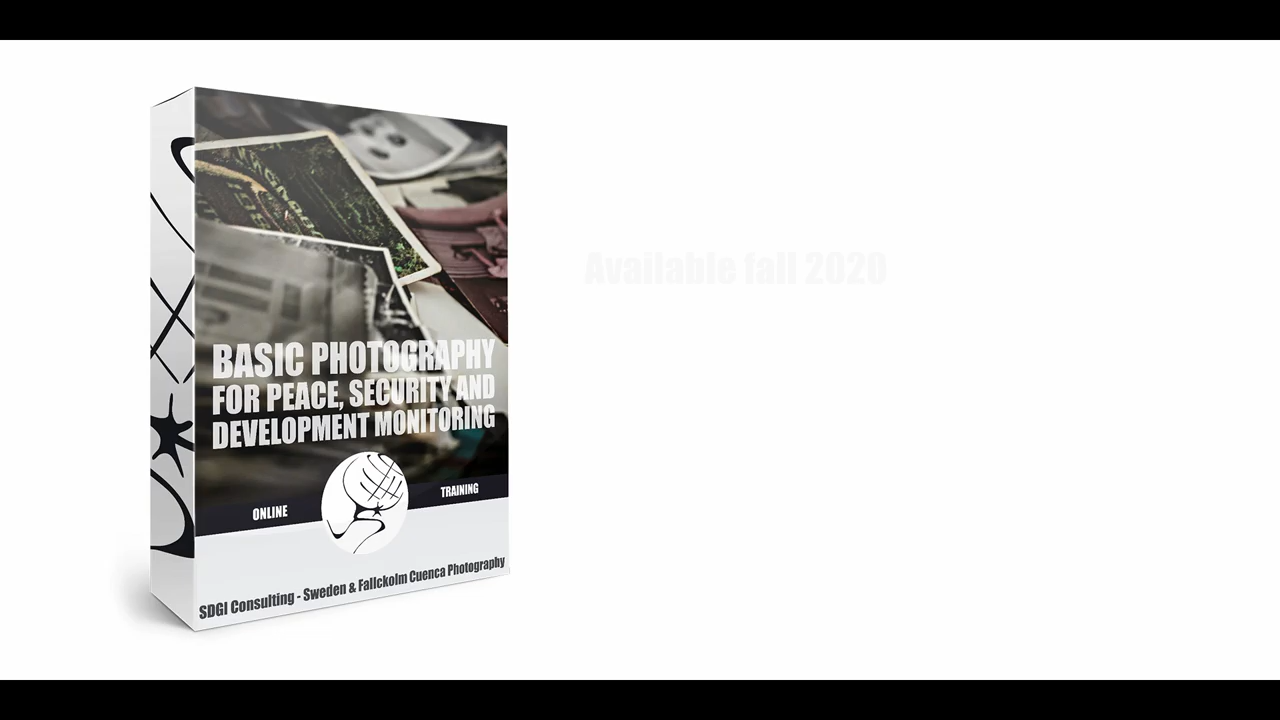 BASIC PHOTOGRAPHY
FOR PEACE, SECURITY AND
DEVELOPMENT MONITORING
ONLINE
TRAINING
SDGI Consulting - Sweden & Fallckolm Cuenca Photography
Available fall 2020